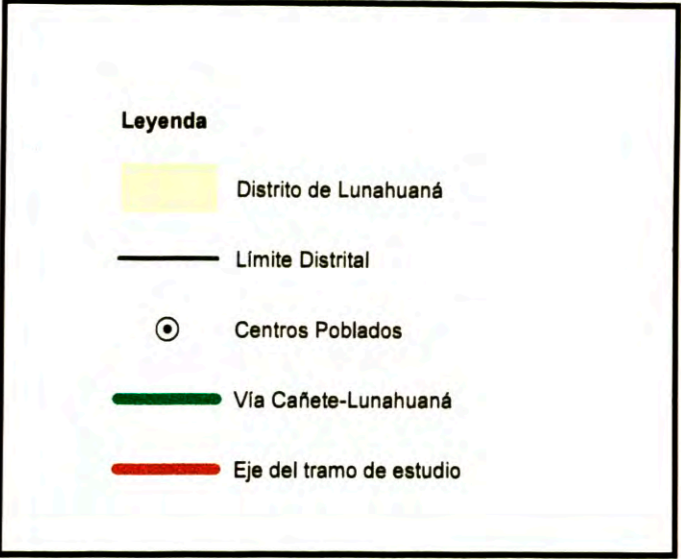 Leyenda
Distrito de Lunahuaná
Límite Distrital
Centros Poblados
Vía Cañete-Lunahuaná
Eje del tramo de estudio